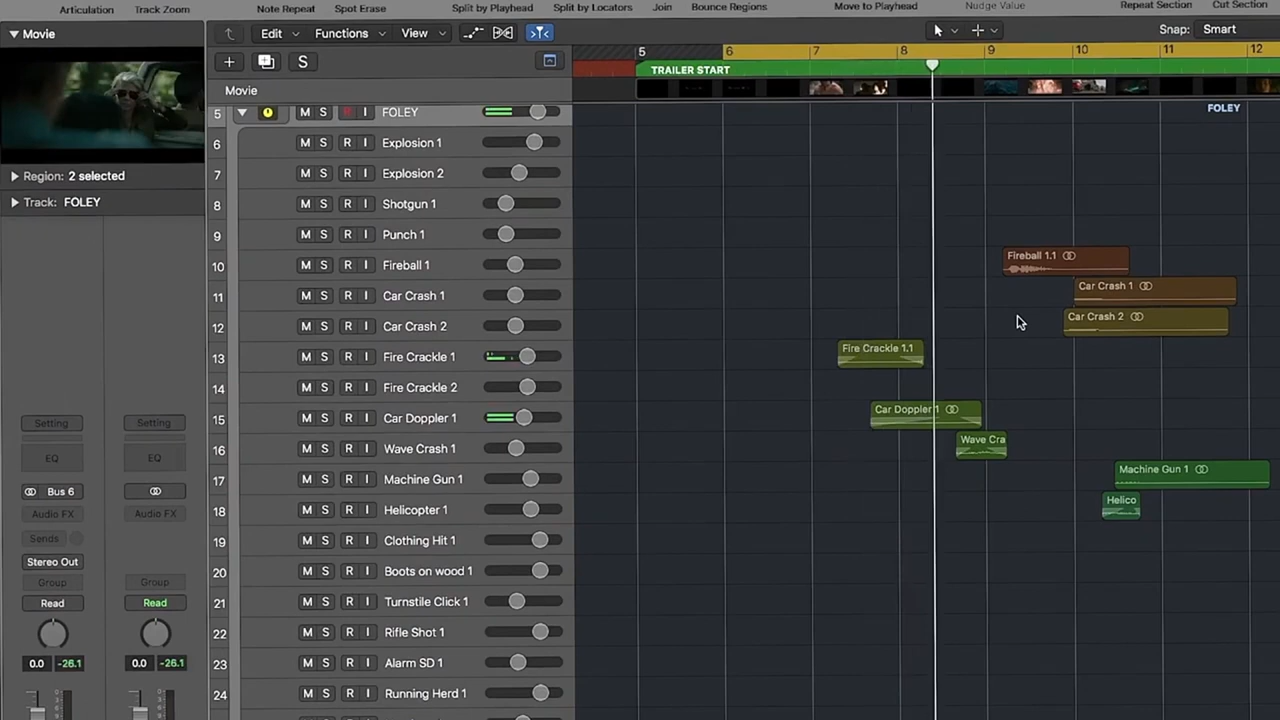 Articulation Track Zoom Note Repeat Spot Erase Split by Playhead Split by Locators Join Bounce Regions Move to Playhead Nudge Value Repeat Section Cut Section
Movie
Edit Functions View Snap: Smart
5 6 7 8 9 10 11 12
S TRAILER START
Movie
5 M S R I FOLEY FOLEY
6 M S R I Explosion 1
Region: 2 selected
7 M S R I Explosion 2
Track: FOLEY
8 M S R I Shotgun 1
9 M S R I Punch 1
10 M S R I Fireball 1 Fireball 1.1
11 M S R I Car Crash 1 Car Crash 1
12 M S R I Car Crash 2 Car Crash 2
13 M S R I Fire Crackle 1 Fire Crackle 1.1
14 M S R I Fire Crackle 2
15 M S R I Car Doppler 1 Car Doppler 1
Setting Setting
16 M S R I Wave Crash 1 Wave Cra
EQ EQ
17 M S R I Machine Gun 1 Machine Gun 1
Bus 6
18 M S R I Helicopter 1 Helico
Audio FX Audio FX
Sends
19 M S R I Clothing Hit 1
Stereo Out
20 M S R I Boots on wood 1
Group Group
21 M S R I Turnstile Click 1
Read Read
22 M S R I Rifle Shot 1
23 M S R I Alarm SD 1
0.0 -26.1 0.0 -26.1
24 M S R I Running Herd 1